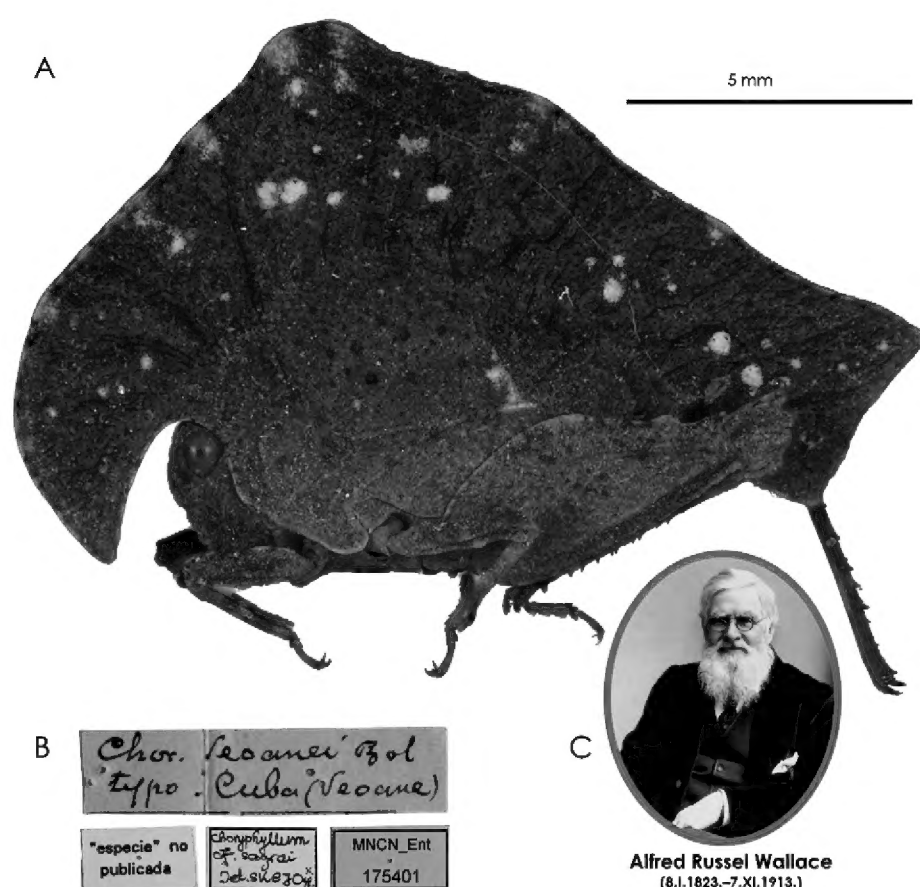 A
5 mm
B
Chor. Seoanei Bol
typo. Cuba (Seoane)
"especie" no
publicada
Choryphyllum
cf. sagrai
Det.
MNCN_Ent
175401
C
Alfred Russel Wallace
(8.I.1823.–7.XI.1913.)